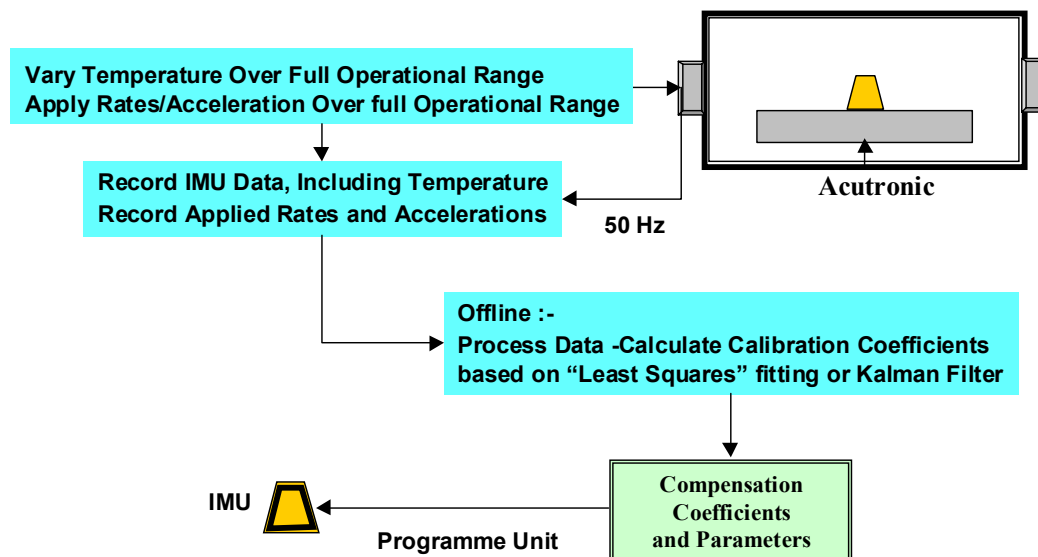 Vary Temperature Over Full Operational Range
Apply Rates/Acceleration Over full Operational Range
Acutronic
Record IMU Data, Including Temperature
Record Applied Rates and Accelerations
50 Hz
Offline :-
Process Data -Calculate Calibration Coefficients
based on “Least Squares” fitting or Kalman Filter
Compensation
Coefficients
and Parameters
IMU
Programme Unit